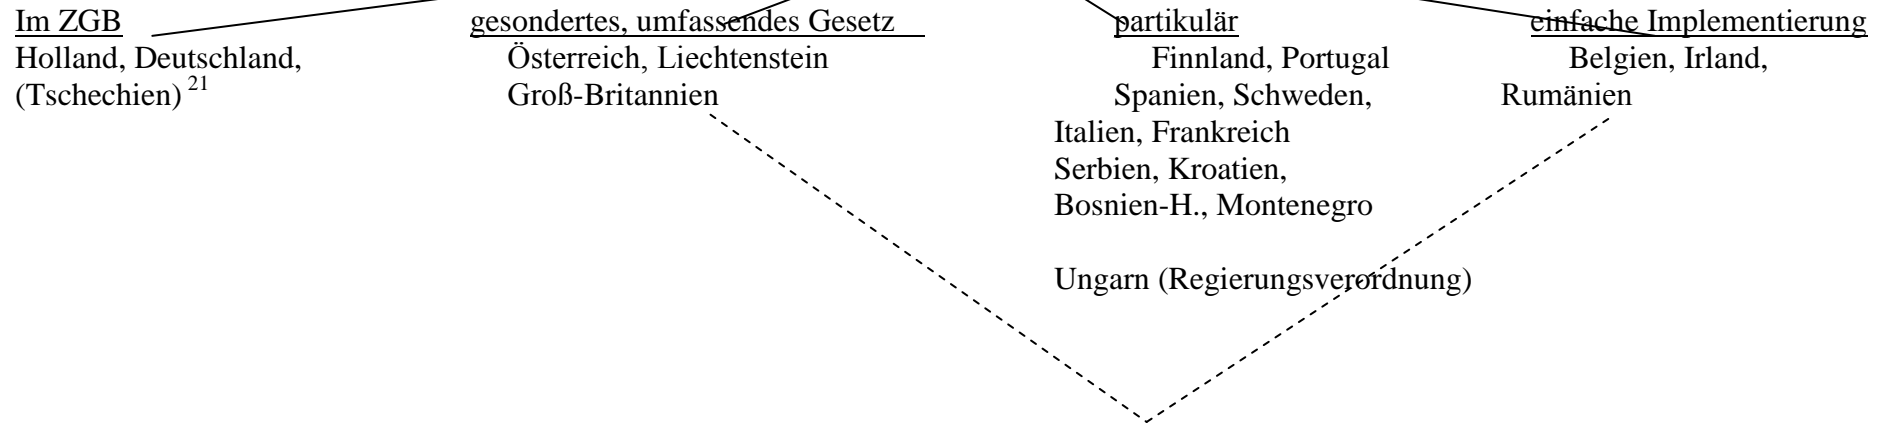 Im ZGB
Holland, Deutschland,
(Tschechien) 21
gesondertes, umfassendes Gesetz
Österreich, Liechtenstein
Groß-Britannien
partikulär
Finnland, Portugal
Spanien, Schweden,
Italien, Frankreich
Serbien, Kroatien,
Bosnien-H., Montenegro
Ungarn (Regierungsverordnung)
einfache Implementierung
Belgien, Irland,
Rumänien